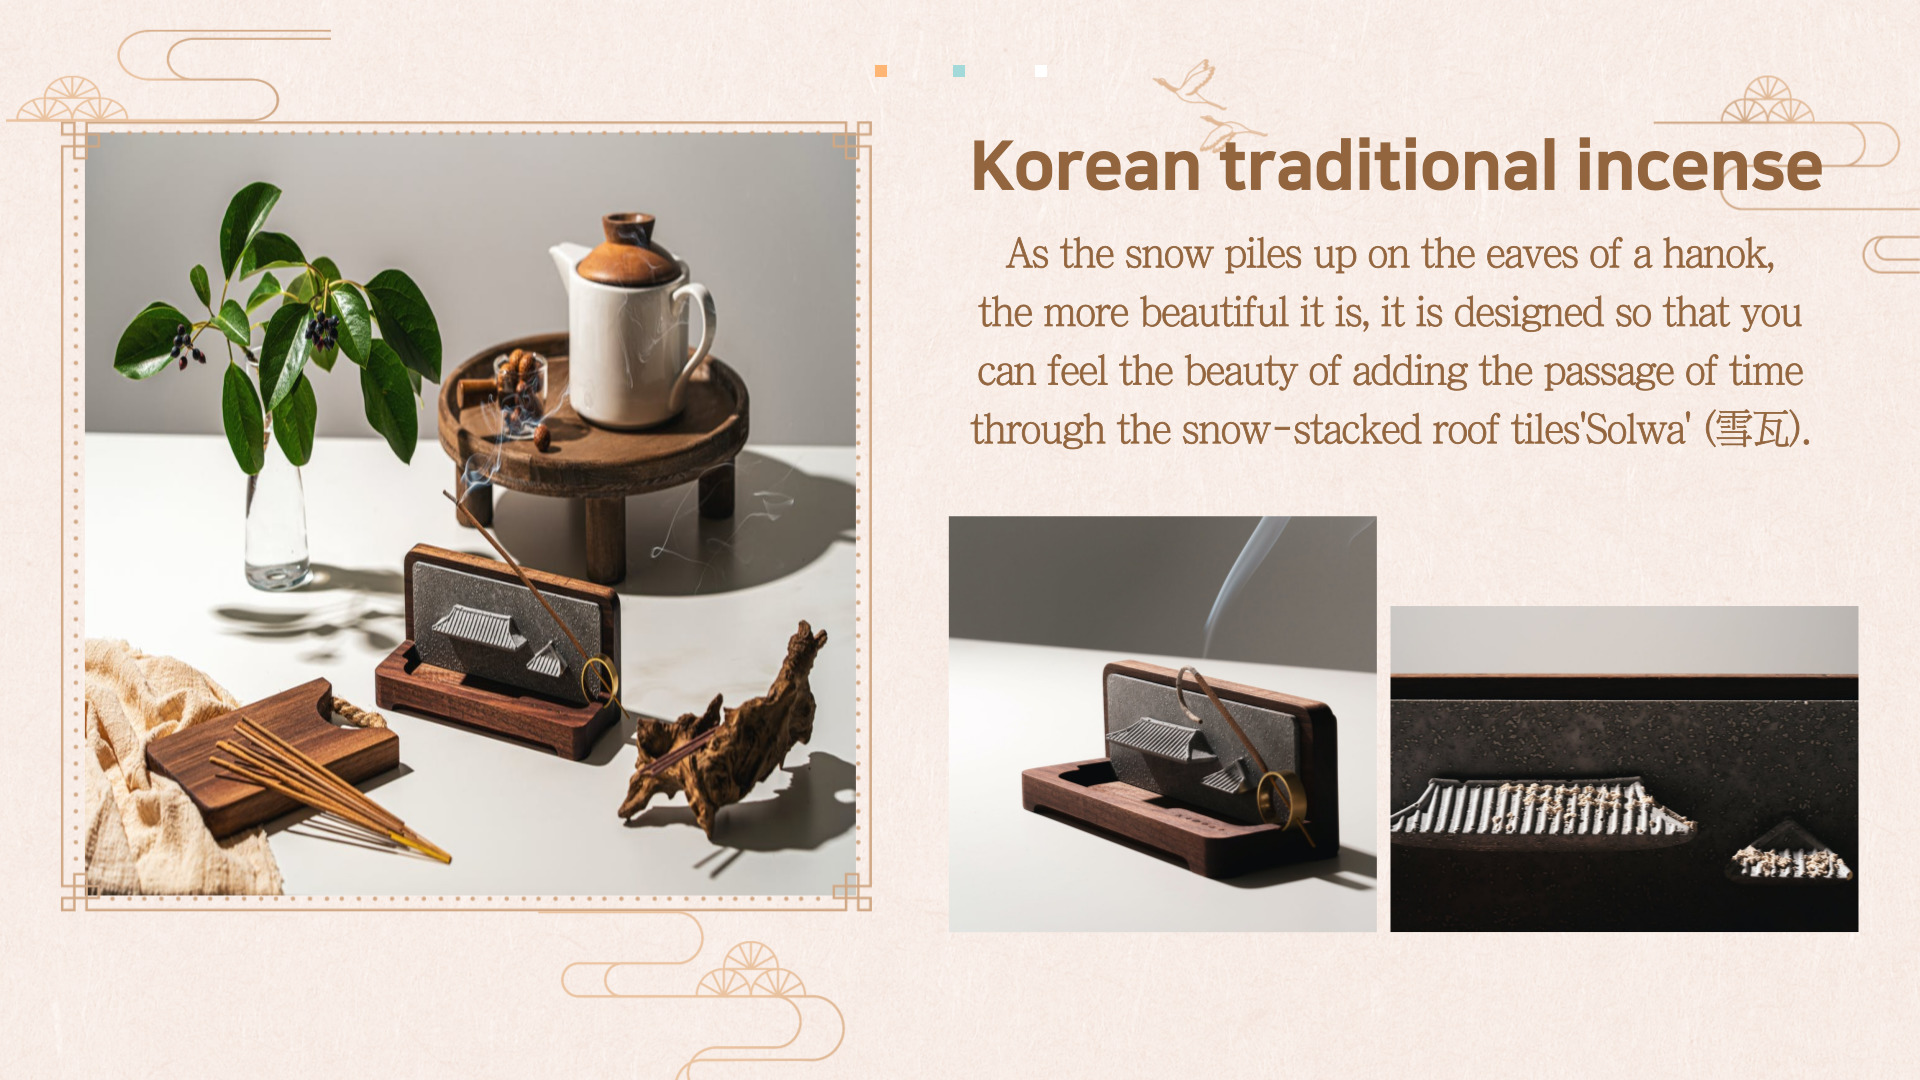 Korean traditional incense
As the snow piles up on the eaves of a hanok,
the more beautiful it is, it is designed so that you
can feel the beauty of adding the passage of time
through the snow-stacked roof tiles'Solwa' (雪瓦).